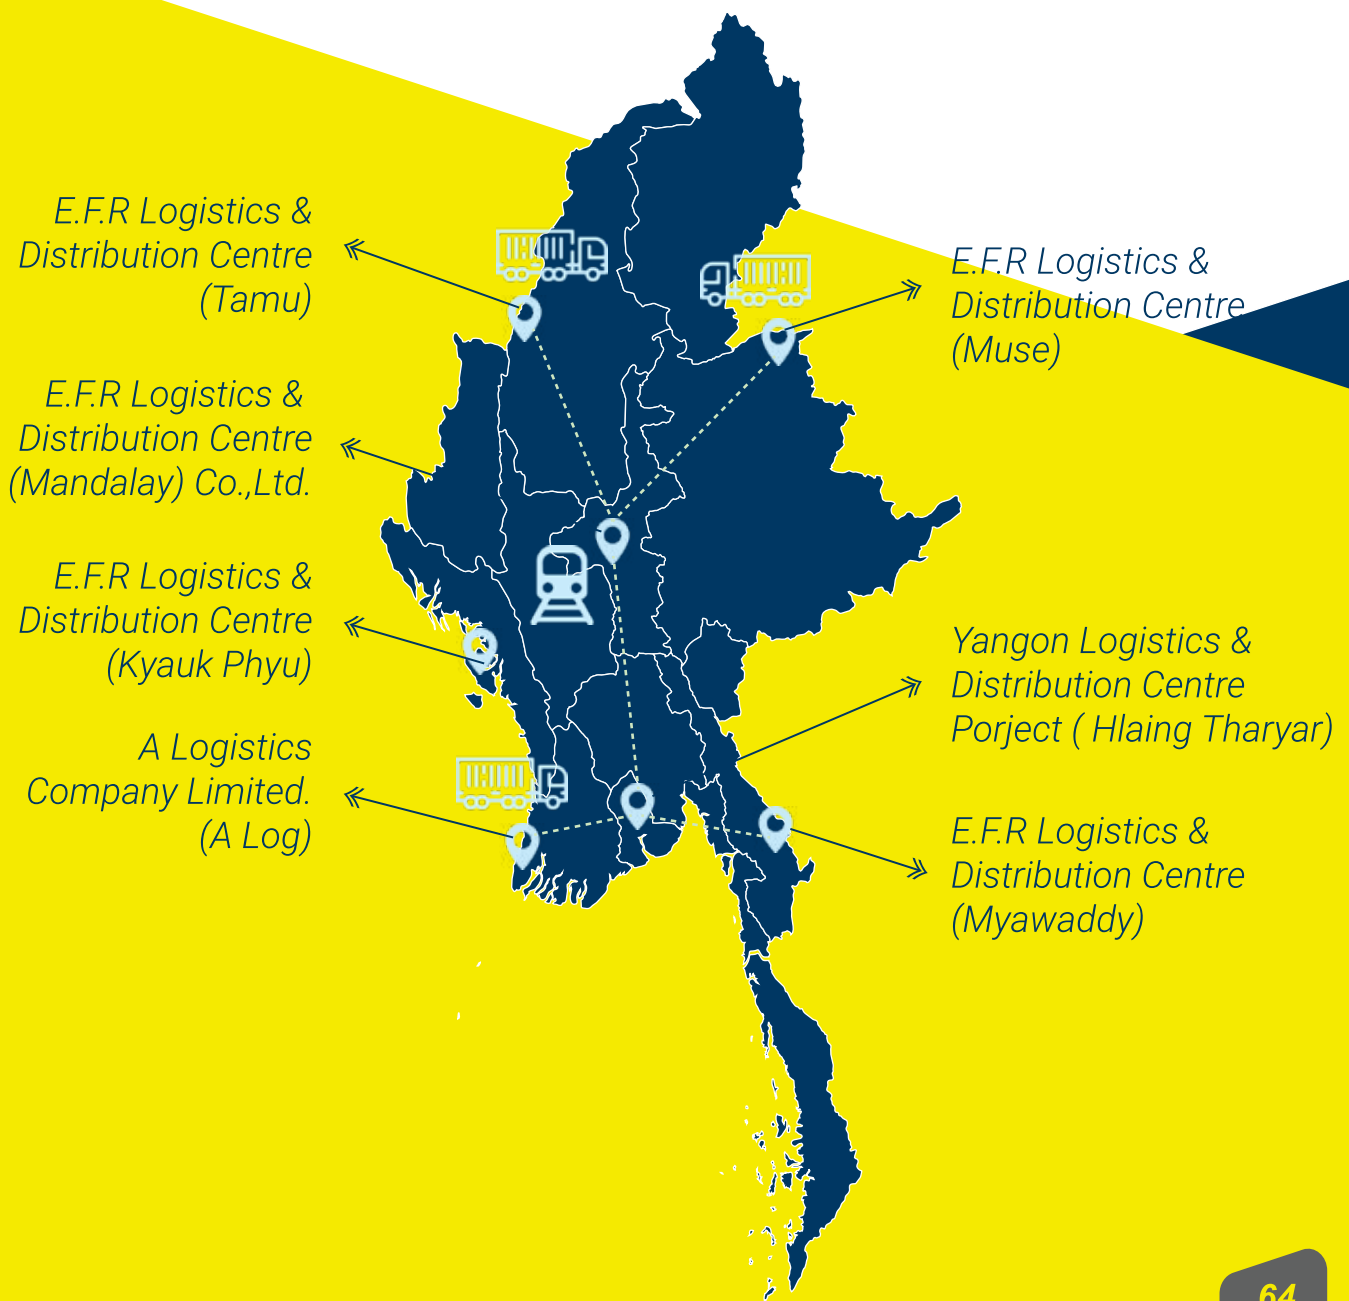 E.F.R Logistics &
Distribution Centre
(Tamu)
E.F.R Logistics &
Distribution Centre
(Mandalay) Co.,Ltd.
E.F.R Logistics &
Distribution Centre
(Kyauk Phyu)
A Logistics
Company Limited.
(A Log)
E.F.R Logistics &
Distribution Centre
(Muse)
Yangon Logistics &
Distribution Centre
Porject ( Hlaing Tharyar)
E.F.R Logistics &
Distribution Centre
(Myawaddy)
64